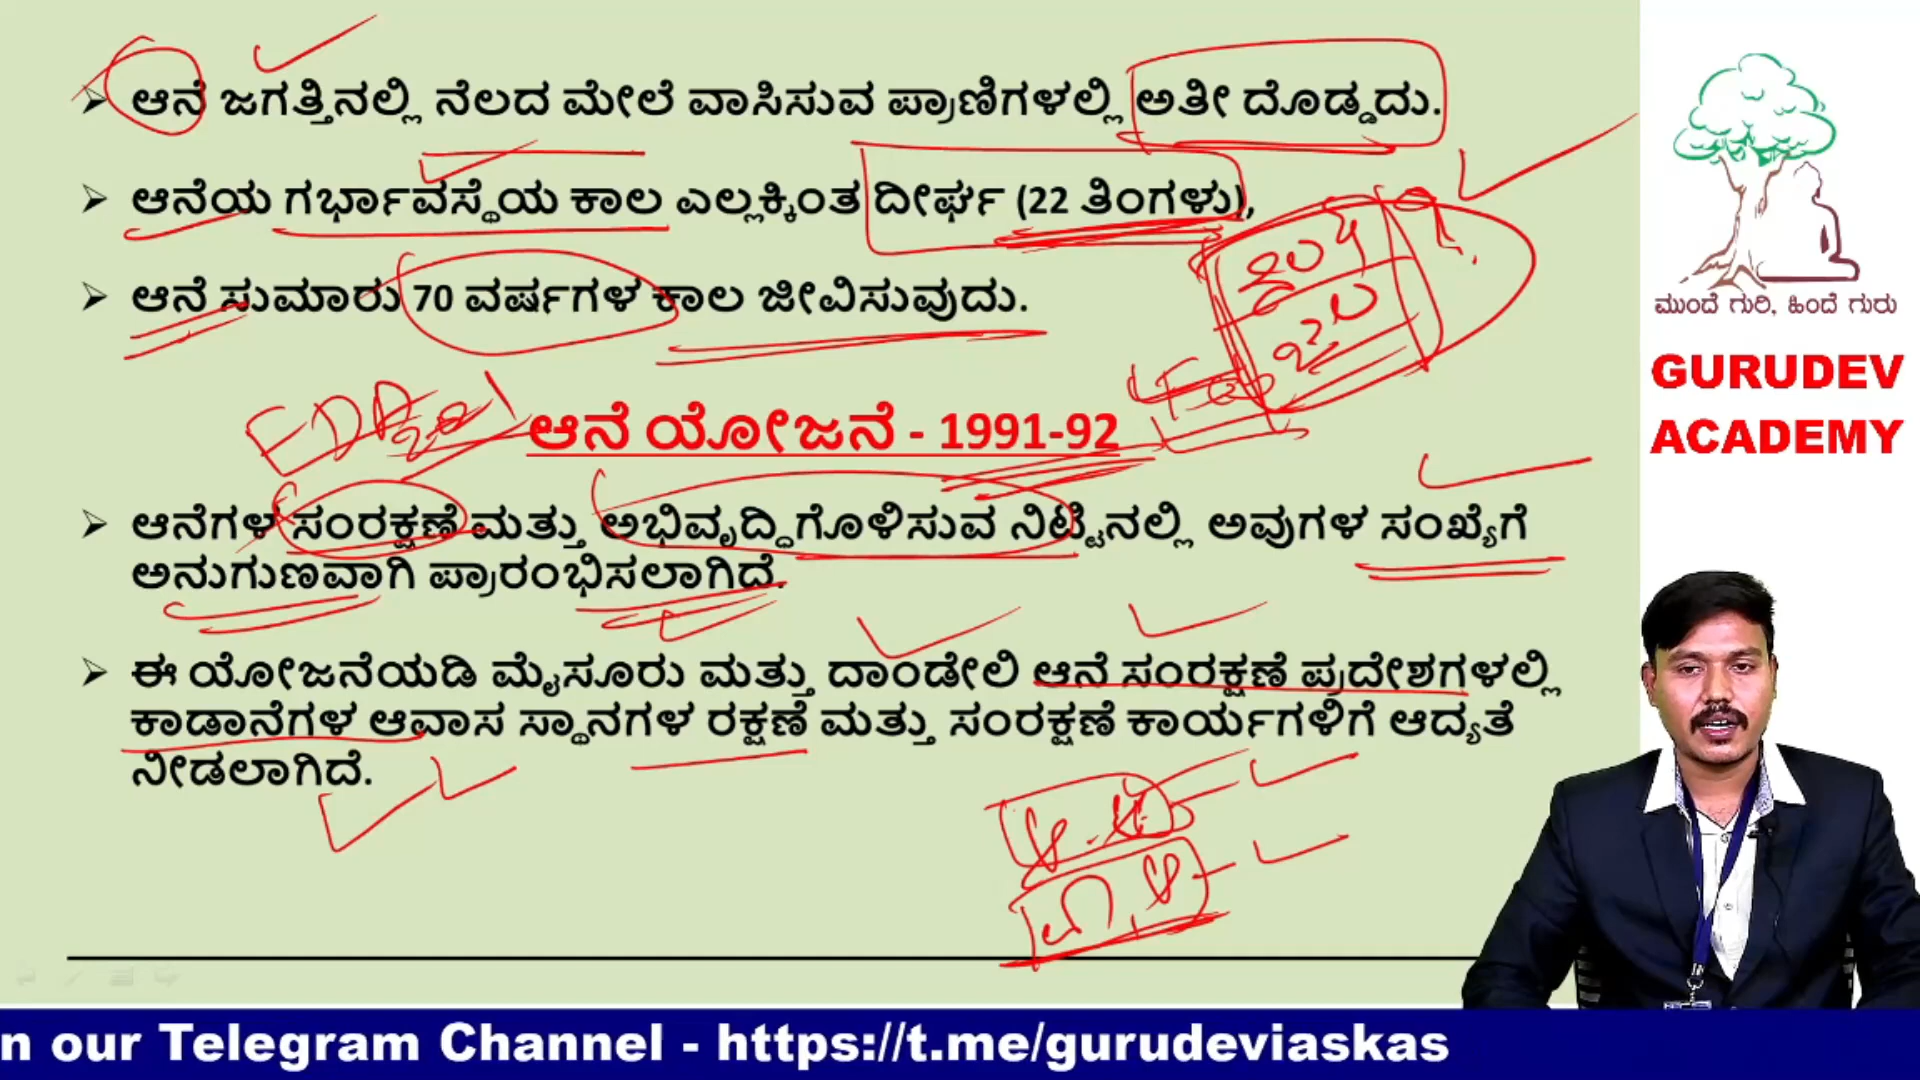 ಆನೆ ಜಗತ್ತಿನಲ್ಲಿ ನೆಲದ ಮೇಲೆ ವಾಸಿಸುವ ಪ್ರಾಣಿಗಳಲ್ಲಿ ಅತೀ ದೊಡ್ಡದು.
ಆನೆಯ ಗರ್ಭಾವಸ್ಥೆಯ ಕಾಲ ಎಲ್ಲಕ್ಕಿಂತ ದೀರ್ಘ (22 ತಿಂಗಳು),
ಆನೆ ಸುಮಾರು 70 ವರ್ಷಗಳ ಕಾಲ ಜೀವಿಸುವುದು.
ಆನೆ ಯೋಜನೆ - 1991-92
ಆನೆಗಳ ಸಂರಕ್ಷಣೆ ಮತ್ತು ಅಭಿವೃದ್ಧಿಗೊಳಿಸುವ ನಿಟ್ಟಿನಲ್ಲಿ ಅವುಗಳ ಸಂಖ್ಯೆಗೆ
ಅನುಗುಣವಾಗಿ ಪ್ರಾರಂಭಿಸಲಾಗಿದೆ.
ಈ ಯೋಜನೆಯಡಿ ಮೈಸೂರು ಮತ್ತು ದಾಂಡೇಲಿ ಆನೆ ಸಂರಕ್ಷಣೆ ಪ್ರದೇಶಗಳಲ್ಲಿ
ಕಾಡಾನೆಗಳ ಆವಾಸ ಸ್ಥಾನಗಳ ರಕ್ಷಣೆ ಮತ್ತು ಸಂರಕ್ಷಣೆ ಕಾರ್ಯಗಳಿಗೆ ಆದ್ಯತೆ
ನೀಡಲಾಗಿದೆ.
ಮುಂದೆ ಗುರಿ, ಹಿಂದೆ ಗುರು
GURUDEV
ACADEMY
n our Telegram Channel - https://t.me/gurudeviaskas